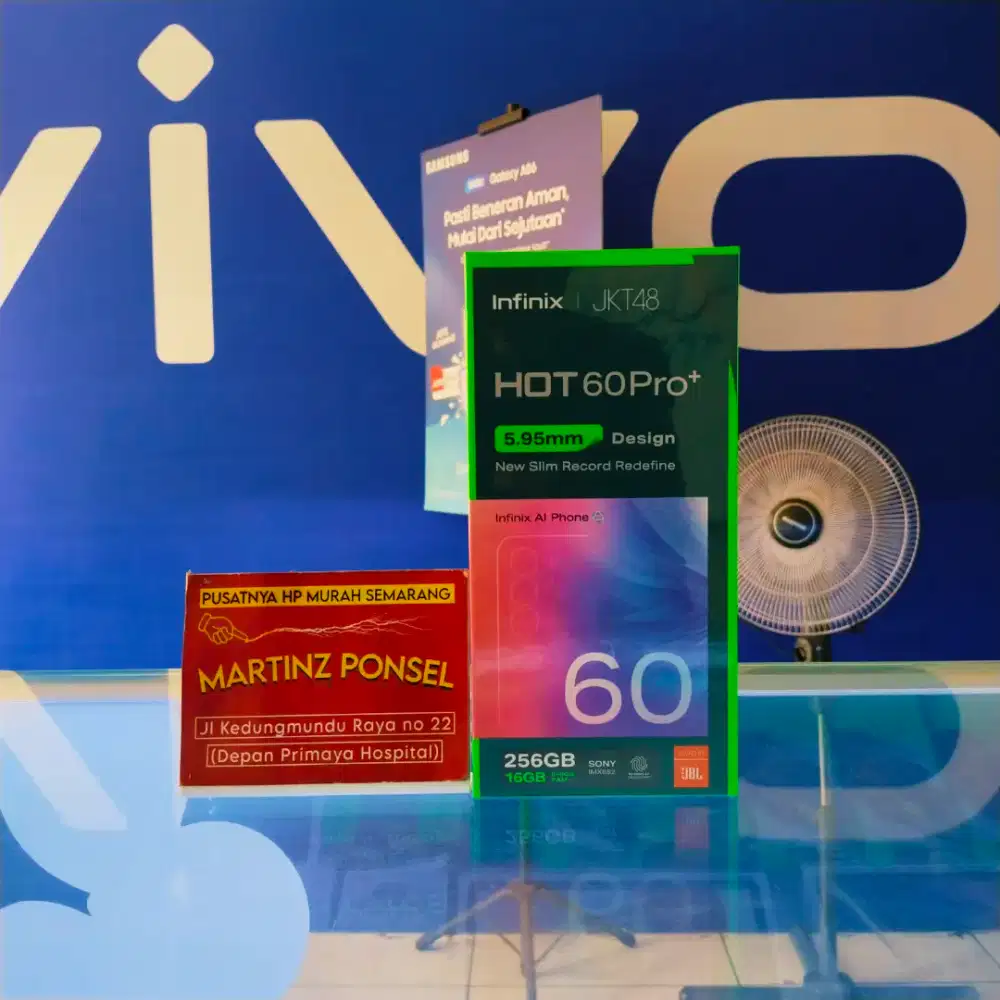 vivo
SAMSUNG
Galaxy A06
Pasti Beneran Aman,
Mulai Dari Sejutaan*
Infinix | JKT48
HOT 60Pro+
5.95mm Design
New Slim Record Redefine
Infinix AI Phone
60
256GB
16GB
SONY
JBL
PUSATNYA HP MURAH SEMARANG
MARTINZ PONSEL
Jl Kedungmundu Raya no 22
(Depan Primaya Hospital)